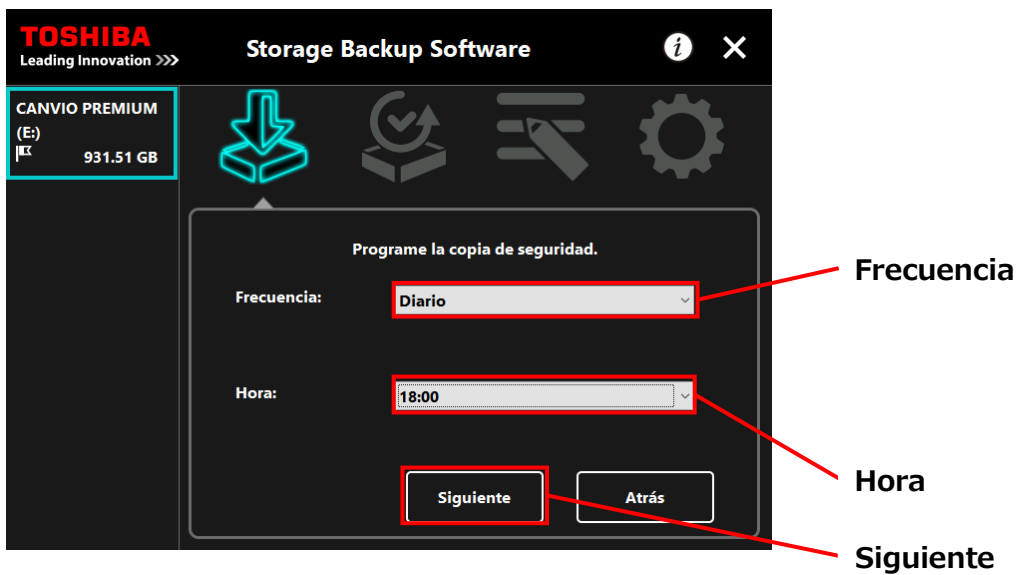 TOSHIBA
Leading Innovation >>>
Storage Backup Software
i
CANVIO PREMIUM
(E:)
931.51 GB
Programe la copia de seguridad.
Frecuencia:
Diario
Frecuencia
Hora:
18:00
Hora
Siguiente
Atrás
Siguiente